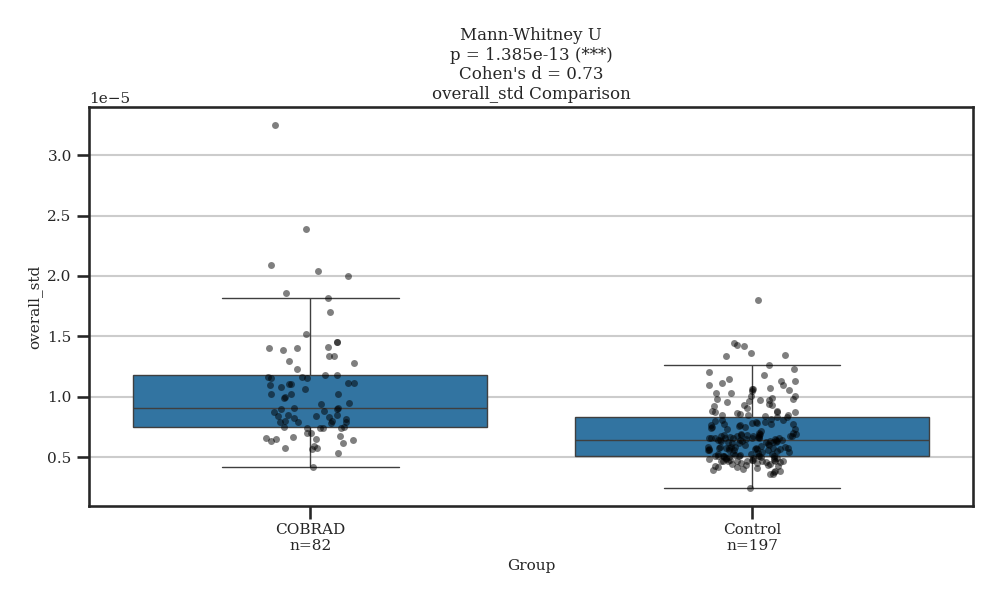 Mann-Whitney U
p = 1.385e-13 (***)
Cohen's d = 0.73
overall_std Comparison
1e−5
3.0
2.5
2.0
1.5
1.0
0.5
overall_std
COBRAD
n=82
Control
n=197
Group